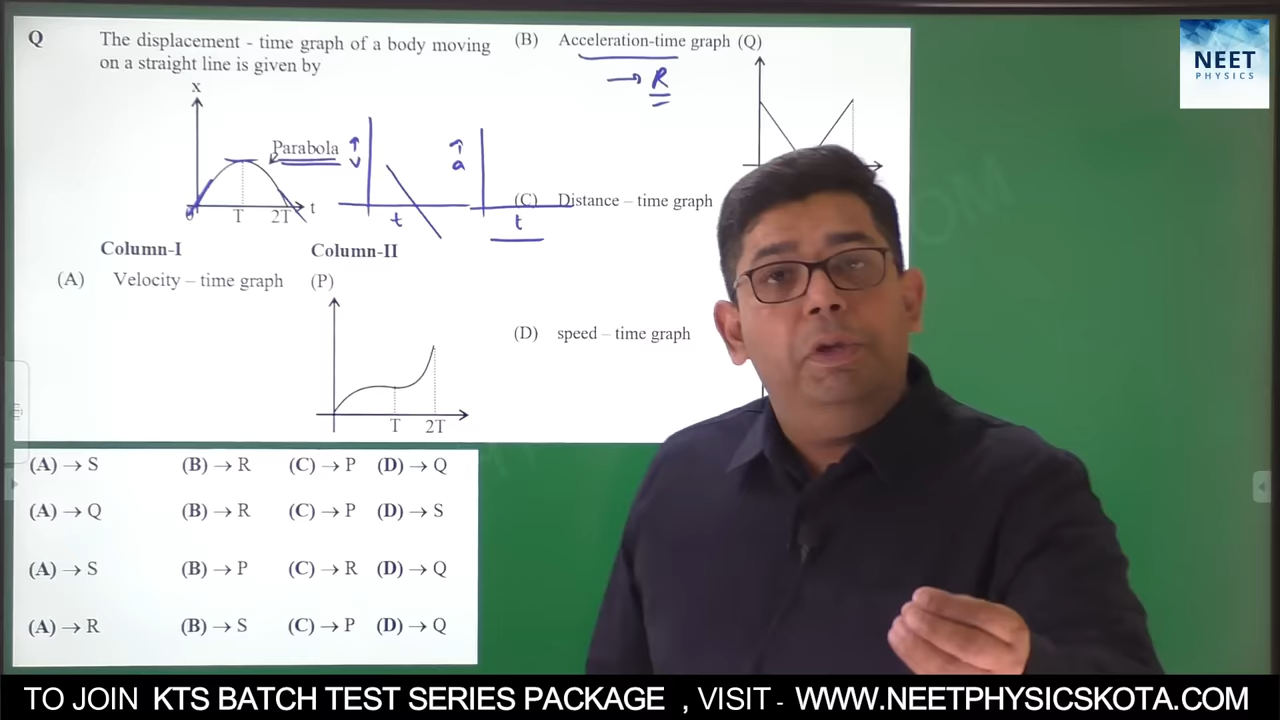 Q The displacement - time graph of a body moving
on a straight line is given by
x
Parabola
0 T 2T t
v
t
a
t
Column-I Column-II
(A) Velocity – time graph (P)
T 2T
(B) Acceleration-time graph (Q)
→ R
(C) Distance – time graph
(D) speed – time graph
(A) → S (B) → R (C) → P (D) → Q
(A) → Q (B) → R (C) → P (D) → S
(A) → S (B) → P (C) → R (D) → Q
(A) → R (B) → S (C) → P (D) → Q
NEET
PHYSICS
TO JOIN KTS BATCH TEST SERIES PACKAGE , VISIT - WWW.NEETPHYSICSKOTA.COM